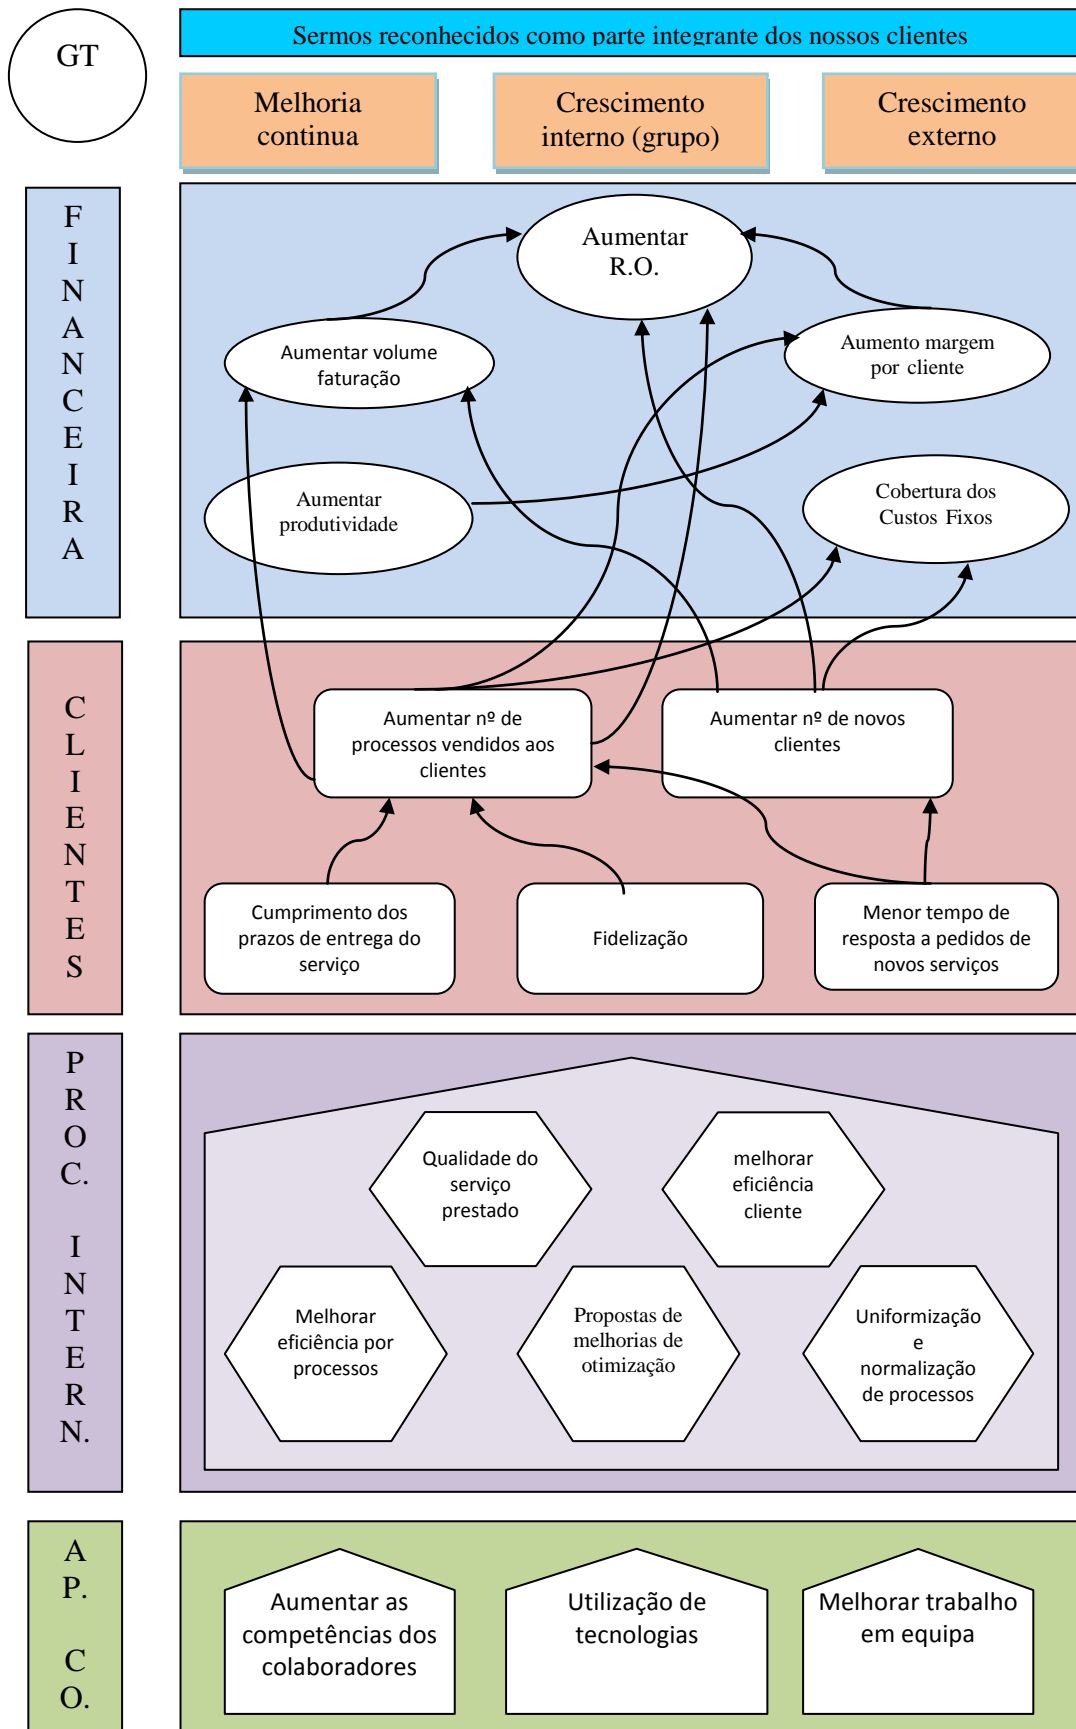 GT
Sermos reconhecidos como parte integrante dos nossos clientes
Melhoria
continua
Crescimento
interno (grupo)
Crescimento
externo
F
I
N
A
N
C
E
I
R
A
Aumentar
R.O.
Aumentar volume
faturação
Aumento margem
por cliente
Aumentar
produtividade
Cobertura dos
Custos Fixos
C
L
I
E
N
T
E
S
Aumentar nº de
processos vendidos aos
clientes
Aumentar nº de novos
clientes
Cumprimento dos
prazos de entrega do
serviço
Fidelização
Menor tempo de
resposta a pedidos de
novos serviços
P
R
O
C.
I
N
T
E
R
N.
Qualidade do
serviço
prestado
melhorar
eficiência
cliente
Melhorar
eficiência por
processos
Propostas de
melhorias de
otimização
Uniformização
e
normalização
de processos
A
P.
C
O.
Aumentar as
competências dos
colaboradores
Utilização de
tecnologias
Melhorar trabalho
em equipa